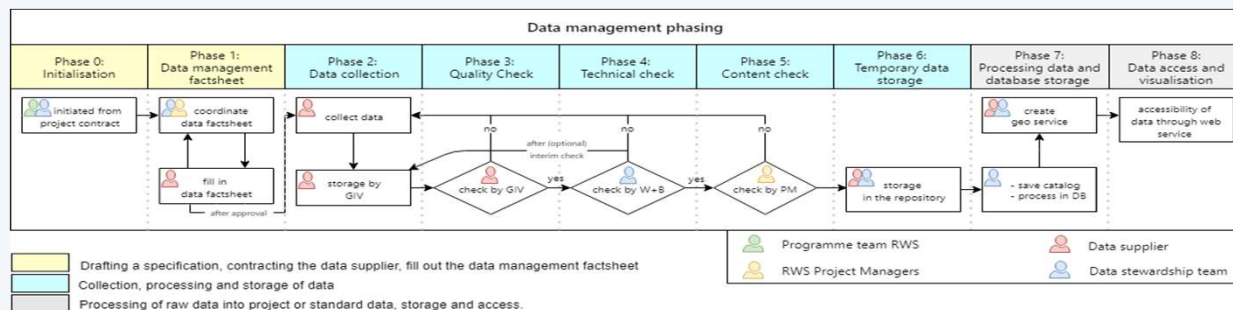 Data management phasing
Phase 0:
Initialisation
Phase 1:
Data management
factsheet
Phase 2:
Data collection
Phase 3:
Quality Check
Phase 4:
Technical check
Phase 5:
Content check
Phase 6:
Temporary data
storage
Phase 7:
Processing data and
database storage
Phase 8:
Data access and
visualisation
initiated from
project contract
coordinate
data factsheet
fill in
data factsheet
after approval
collect data
storage by
GIV
no
no
no
after (optional)
interim check
check by GIV
yes
check by W+B
yes
check by PM
storage
in the repository
create
geo service
- save catalog
- process in DB
accessibility of
data through web
service
Programme team RWS
Data supplier
RWS Project Managers
Data stewardship team
Drafting a specification, contracting the data supplier, fill out the data management factsheet
Collection, processing and storage of data
Processing of raw data into project or standard data, storage and access.